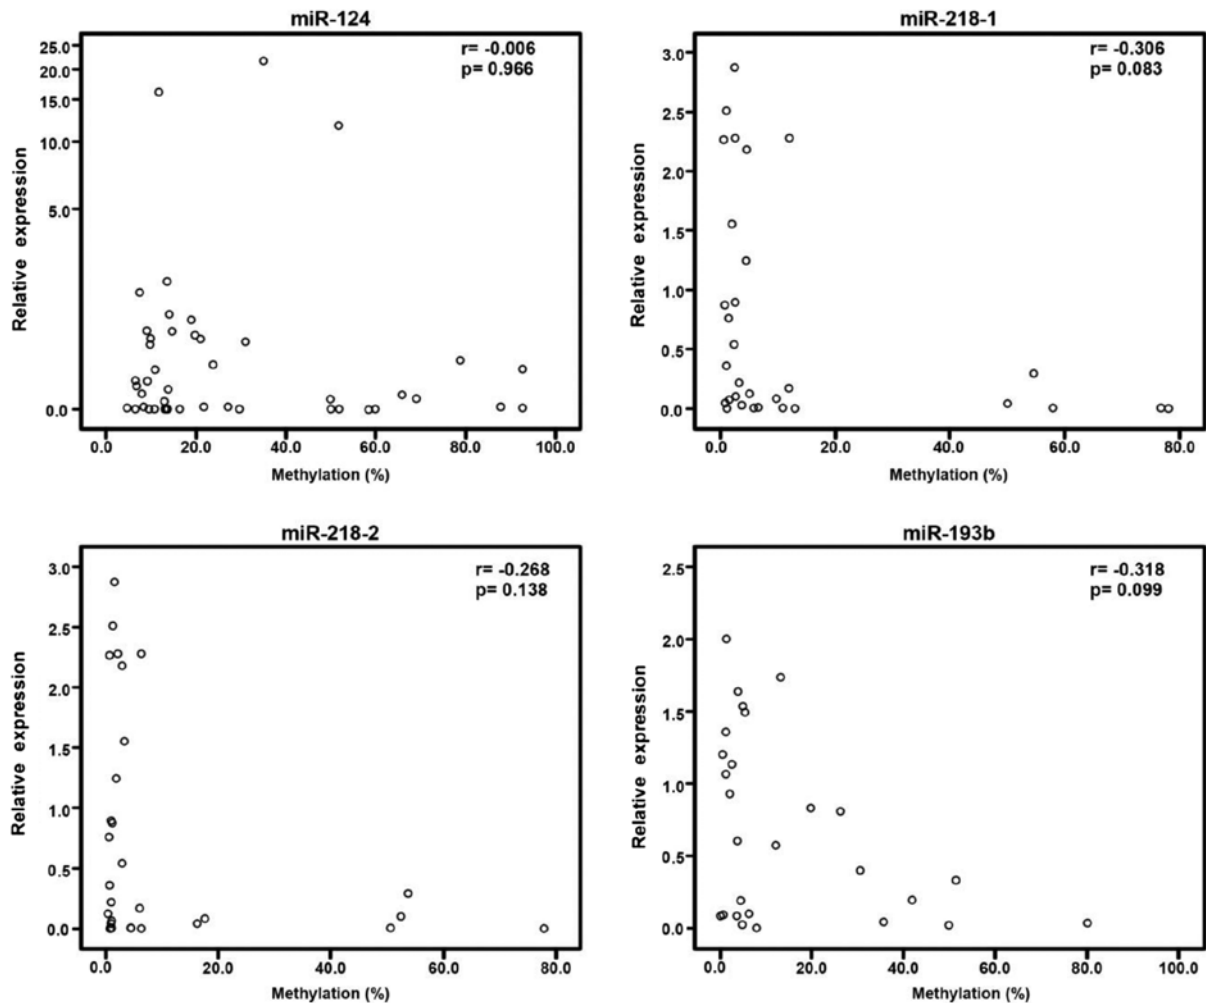 miR-124
r= -0.006
p= 0.966
25.0
20.0
15.0
10.0
5.0
0.0
Relative expression
0.0 20.0 40.0 60.0 80.0 100.0
Methylation (%)
miR-218-1
r= -0.306
p= 0.083
3.0
2.5
2.0
1.5
1.0
0.5
0.0
Relative expression
0.0 20.0 40.0 60.0 80.0
Methylation (%)
miR-218-2
r= -0.268
p= 0.138
3.0
2.5
2.0
1.5
1.0
0.5
0.0
Relative expression
0.0 20.0 40.0 60.0 80.0
Methylation (%)
miR-193b
r= -0.318
p= 0.099
2.5
2.0
1.5
1.0
0.5
0.0
Relative expression
0.0 20.0 40.0 60.0 80.0 100.0
Methylation (%)